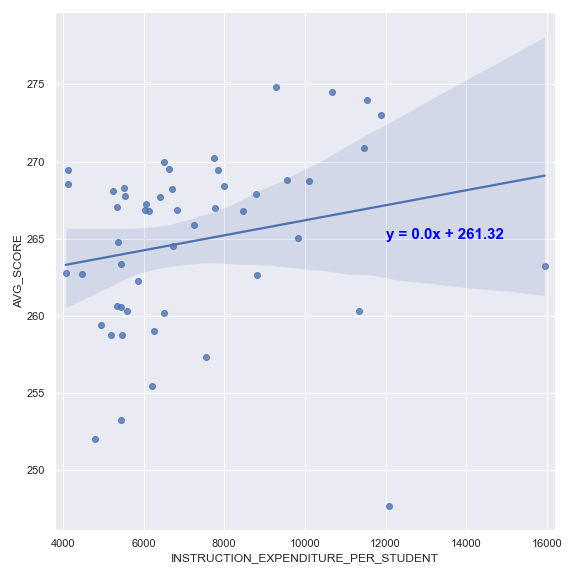 275
270
265
260
255
250
AVG_SCORE
y = 0.0x + 261.32
4000 6000 8000 10000 12000 14000 16000
INSTRUCTION_EXPENDITURE_PER_STUDENT